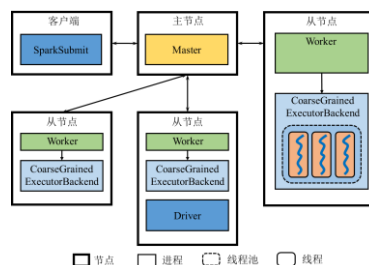 客户端
SparkSubmit
主节点
Master
从节点
Worker
CoarseGrained
ExecutorBackend
从节点
Worker
CoarseGrained
ExecutorBackend
从节点
Worker
CoarseGrained
ExecutorBackend
Driver
节点 进程 线程池 线程